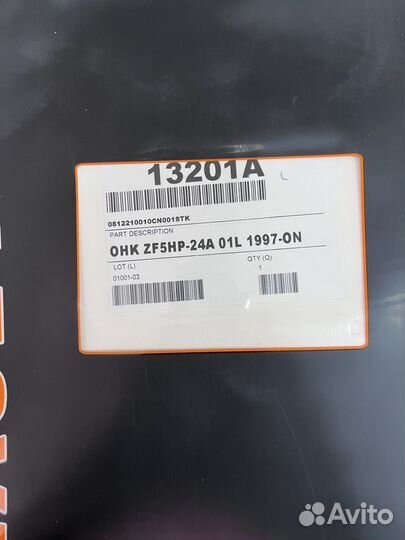 13201A
0812210010CN001STK
PART DESCRIPTION
OHK ZF5HP-24A 01L 1997-ON
LOT (L)
QTY (Q)
01001-03
1
Avito